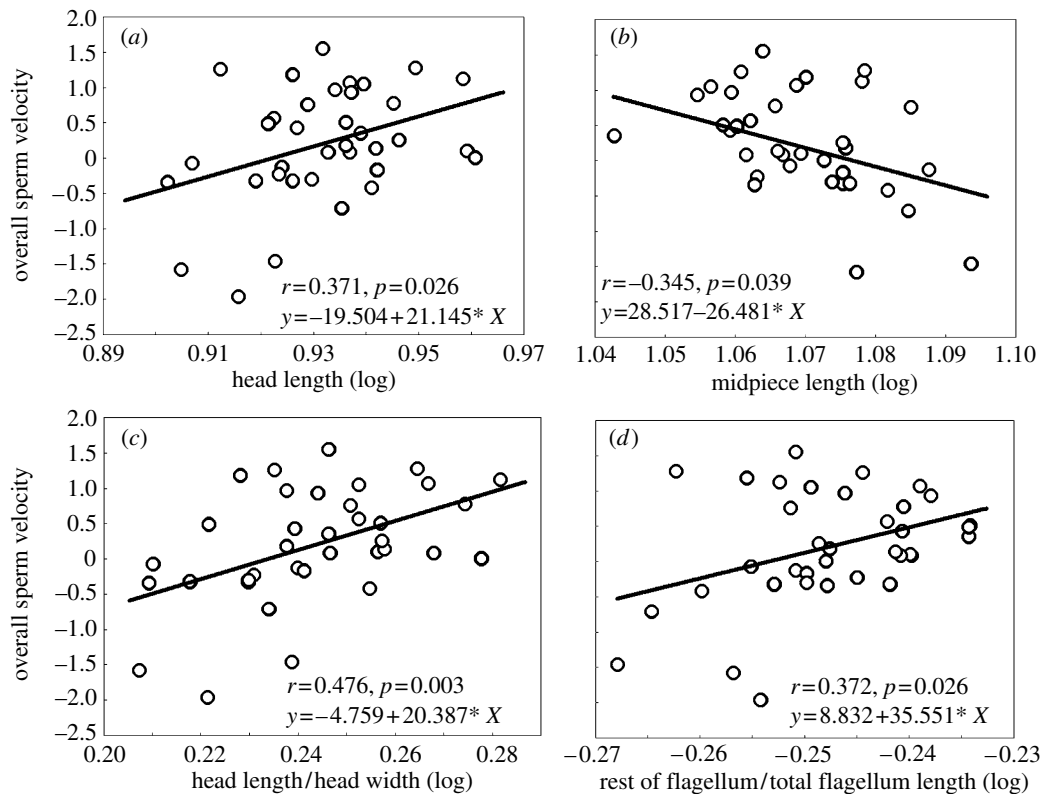 (a)
2.0
1.5
1.0
0.5
0
−0.5
−1.0
−1.5
−2.0
−2.5
overall sperm velocity
r=0.371, p=0.026
y=−19.504+21.145* X
0.89 0.91 0.93 0.95 0.97
head length (log)
(b)
r=−0.345, p=0.039
y=28.517–26.481* X
1.04 1.05 1.06 1.07 1.08 1.09 1.10
midpiece length (log)
(c)
2.0
1.5
1.0
0.5
0
−0.5
−1.0
−1.5
−2.0
−2.5
overall sperm velocity
r=0.476, p=0.003
y=−4.759+20.387* X
0.20 0.22 0.24 0.26 0.28
head length/head width (log)
(d)
r=0.372, p=0.026
y=8.832+35.551* X
−0.27 −0.26 −0.25 −0.24 −0.23
rest of flagellum/total flagellum length (log)